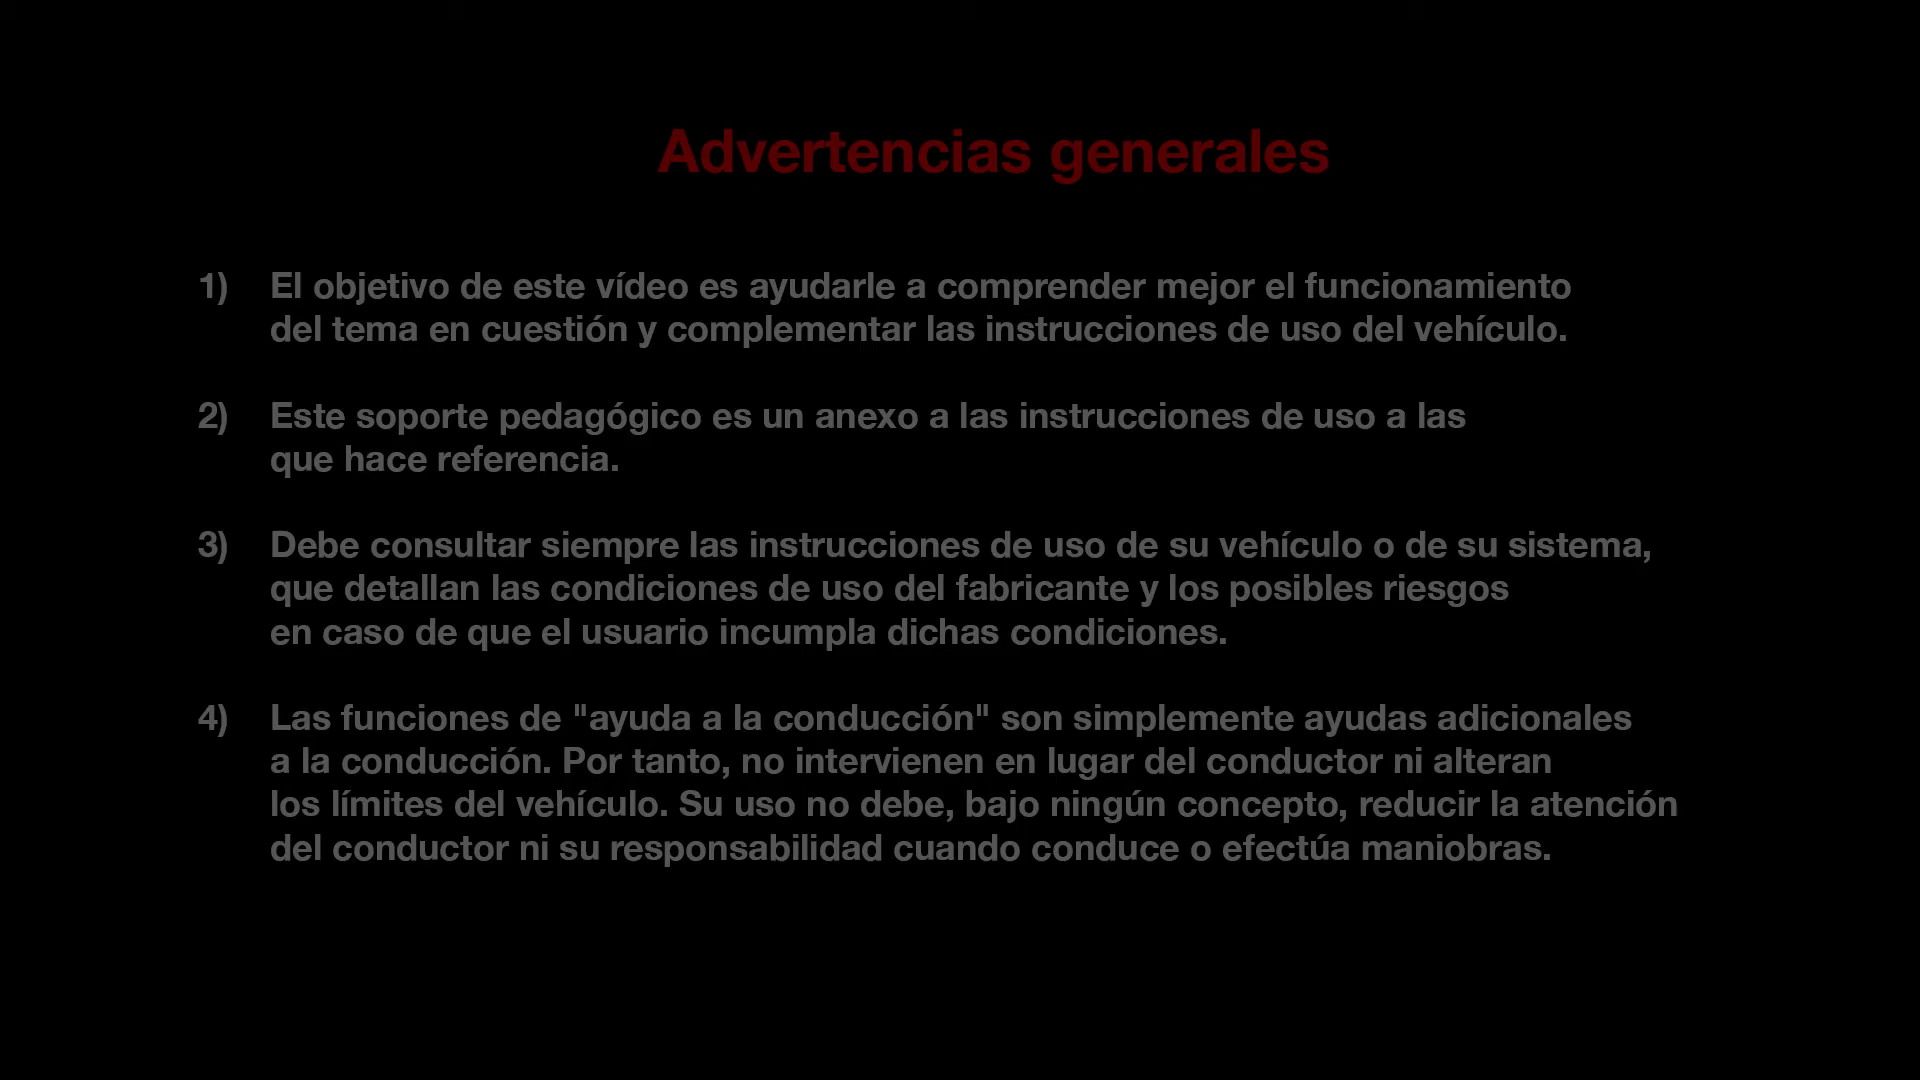 Advertencias generales
1) El objetivo de este vídeo es ayudarle a comprender mejor el funcionamiento
del tema en cuestión y complementar las instrucciones de uso del vehículo.
2) Este soporte pedagógico es un anexo a las instrucciones de uso a las
que hace referencia.
3) Debe consultar siempre las instrucciones de uso de su vehículo o de su sistema,
que detallan las condiciones de uso del fabricante y los posibles riesgos
en caso de que el usuario incumpla dichas condiciones.
4) Las funciones de "ayuda a la conducción" son simplemente ayudas adicionales
a la conducción. Por tanto, no intervienen en lugar del conductor ni alteran
los límites del vehículo. Su uso no debe, bajo ningún concepto, reducir la atención
del conductor ni su responsabilidad cuando conduce o efectúa maniobras.